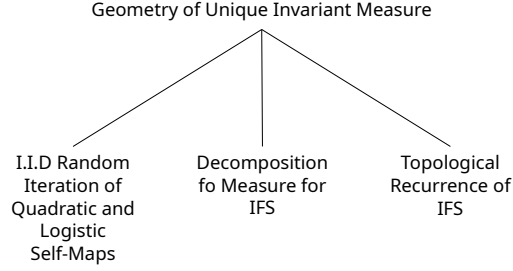 Geometry of Unique Invariant Measure
I.I.D Random
Iteration of
Quadratic and
Logistic
Self-Maps
Decomposition
fo Measure for
IFS
Topological
Recurrence of
IFS